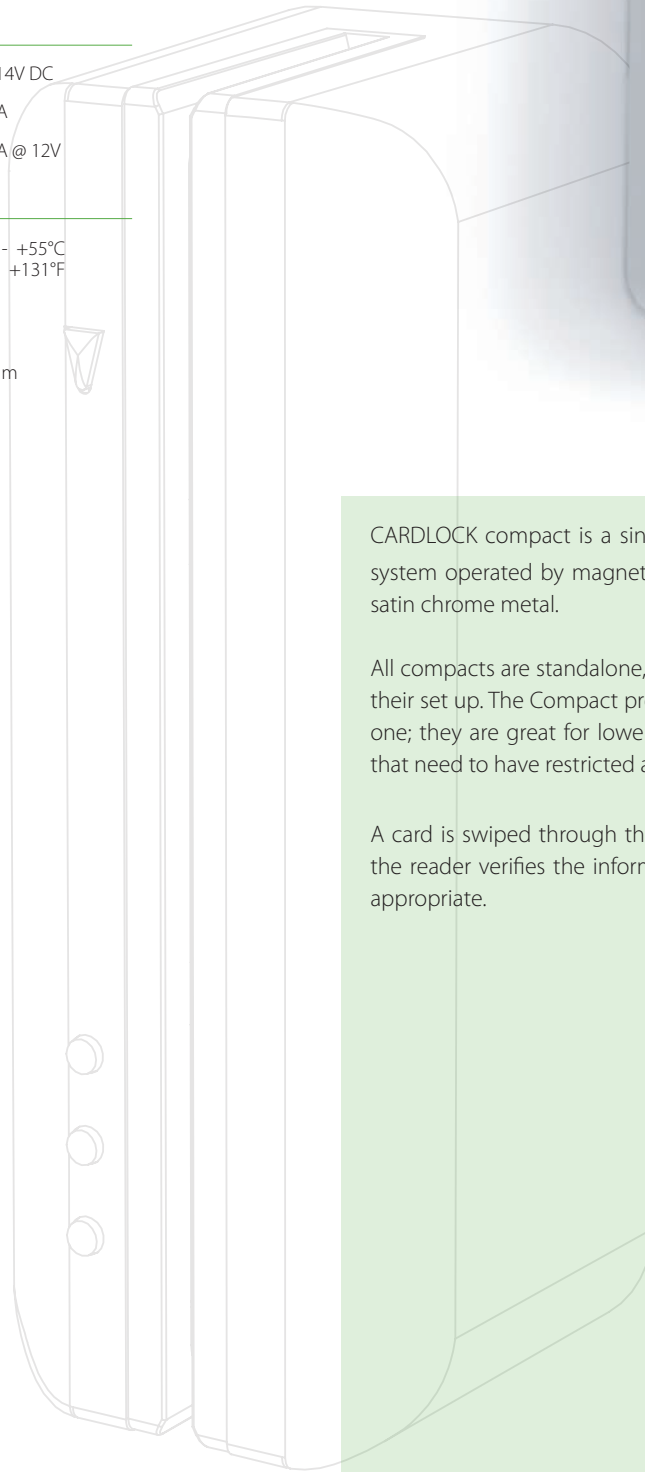 14V DC
A
A @ 12V
- +55°C
+131°F
m
CARDLOCK compact is a sin
system operated by magnet
satin chrome metal.
All compacts are standalone,
their set up. The Compact pr
one; they are great for lowe
that need to have restricted a
A card is swiped through th
the reader verifies the inform
appropriate.